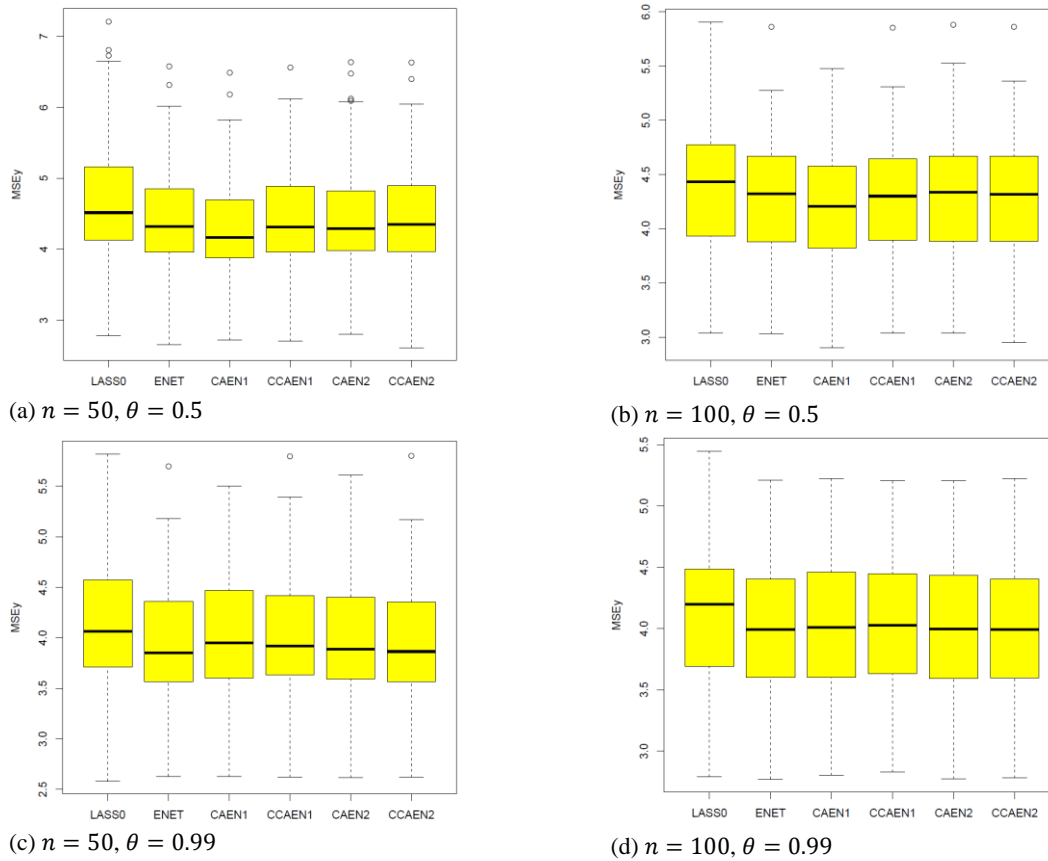 MSEy
7
6
5
4
3
LASS0 ENET CAEN1 CCAEN1 CAEN2 CCAEN2
(a) n = 50, θ = 0.5
MSEy
6.0
5.5
5.0
4.5
4.0
3.5
3.0
LASS0 ENET CAEN1 CCAEN1 CAEN2 CCAEN2
(b) n = 100, θ = 0.5
MSEy
5.5
5.0
4.5
4.0
3.5
3.0
2.5
LASS0 ENET CAEN1 CCAEN1 CAEN2 CCAEN2
(c) n = 50, θ = 0.99
MSEy
5.5
5.0
4.5
4.0
3.5
3.0
LASS0 ENET CAEN1 CCAEN1 CAEN2 CCAEN2
(d) n = 100, θ = 0.99